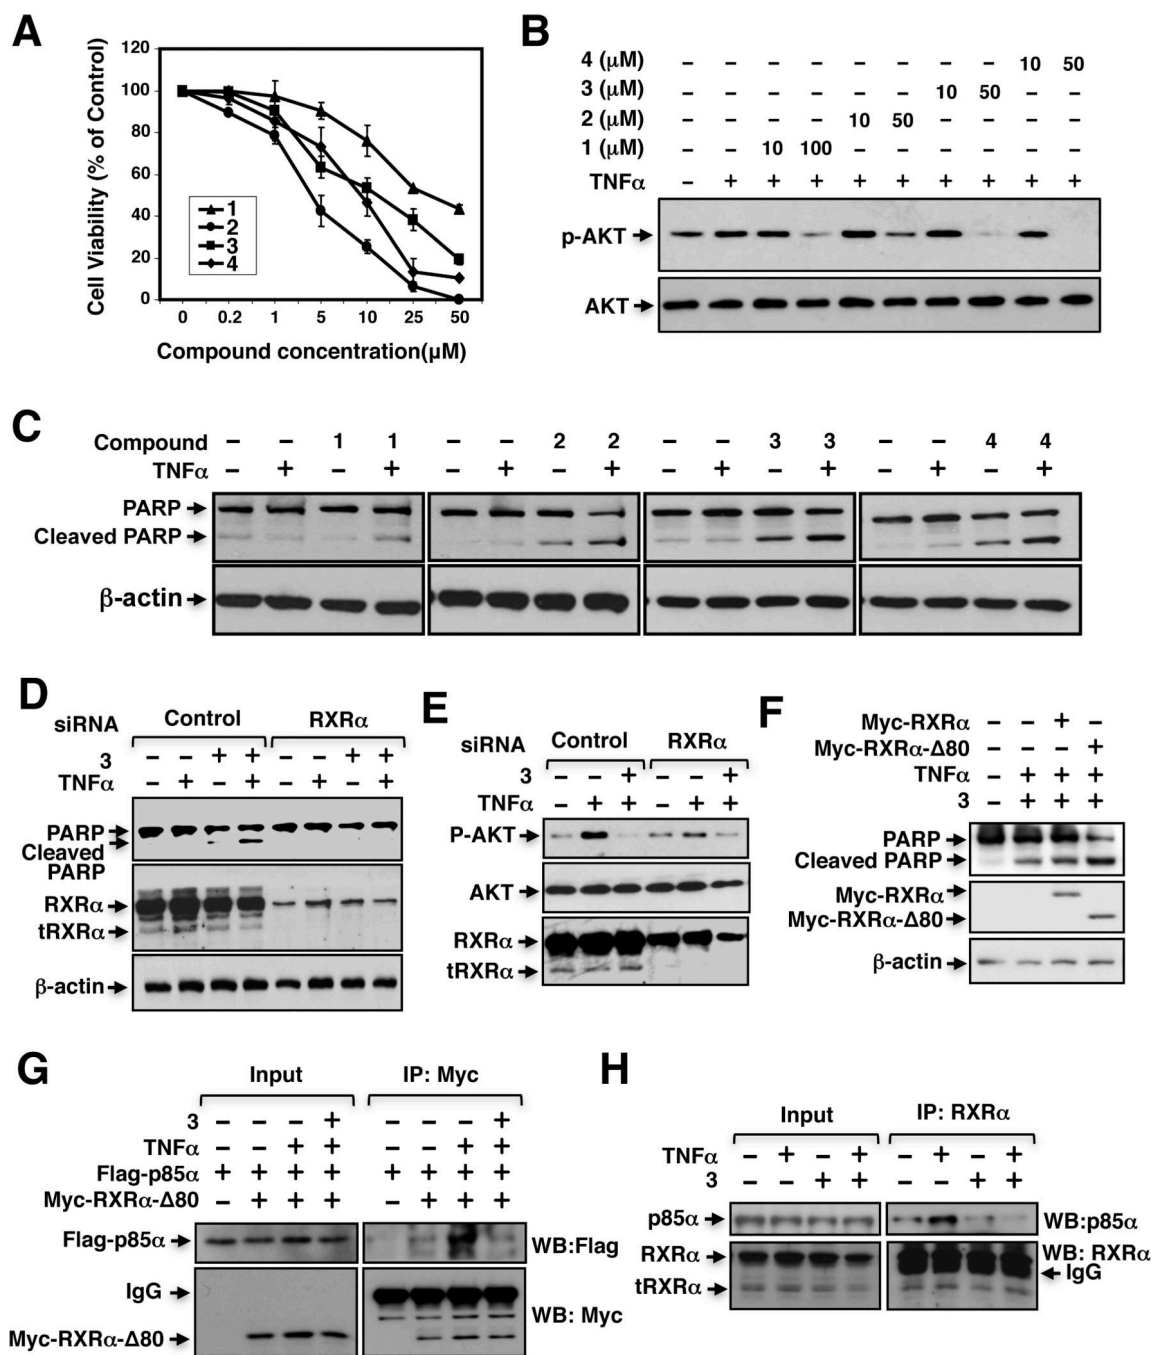 A
120
100
80
60
40
20
0
Cell Viability (% of Control)
1
2
3
4
0 0.2 1 5 10 25 50
Compound concentration(µM)
B
4 (µM) – – – – – – – – 10 50
3 (µM) – – – – – – 10 50 – –
2 (µM) – – – – 10 50 – – – –
1 (µM) – – 10 100 – – – – – –
TNFα – + + + + + + + + +
p-AKT
AKT
C
Compound – – 1 1 – – 2 2 – – 3 3 – – 4 4
TNFα – + – + – + – + – + – + – + – +
PARP
Cleaved PARP
β-actin
D
siRNA Control RXRα
3 – – + + – – + +
TNFα – + – + – + – +
PARP
Cleaved
PARP
RXRα
tRXRα
β-actin
E
siRNA Control RXRα
3 – – + – – +
TNFα – + + – + +
P-AKT
AKT
RXRα
tRXRα
F
Myc-RXRα – – + –
Myc-RXRα-Δ80 – – – +
TNFα – + + +
3 – + + +
PARP
Cleaved PARP
Myc-RXRα
Myc-RXRα-Δ80
β-actin
G
Input IP: Myc
3 – – – + – – – +
TNFα – – + + – – + +
Flag-p85α + + + + + + + +
Myc-RXRα-Δ80 – + + + – + + +
Flag-p85α WB:Flag
IgG
WB: Myc
Myc-RXRα-Δ80
H
Input IP: RXRα
TNFα – + – + – + – +
3 – – + + – – + +
p85α WB:p85α
RXRα WB: RXRα
IgG
tRXRα